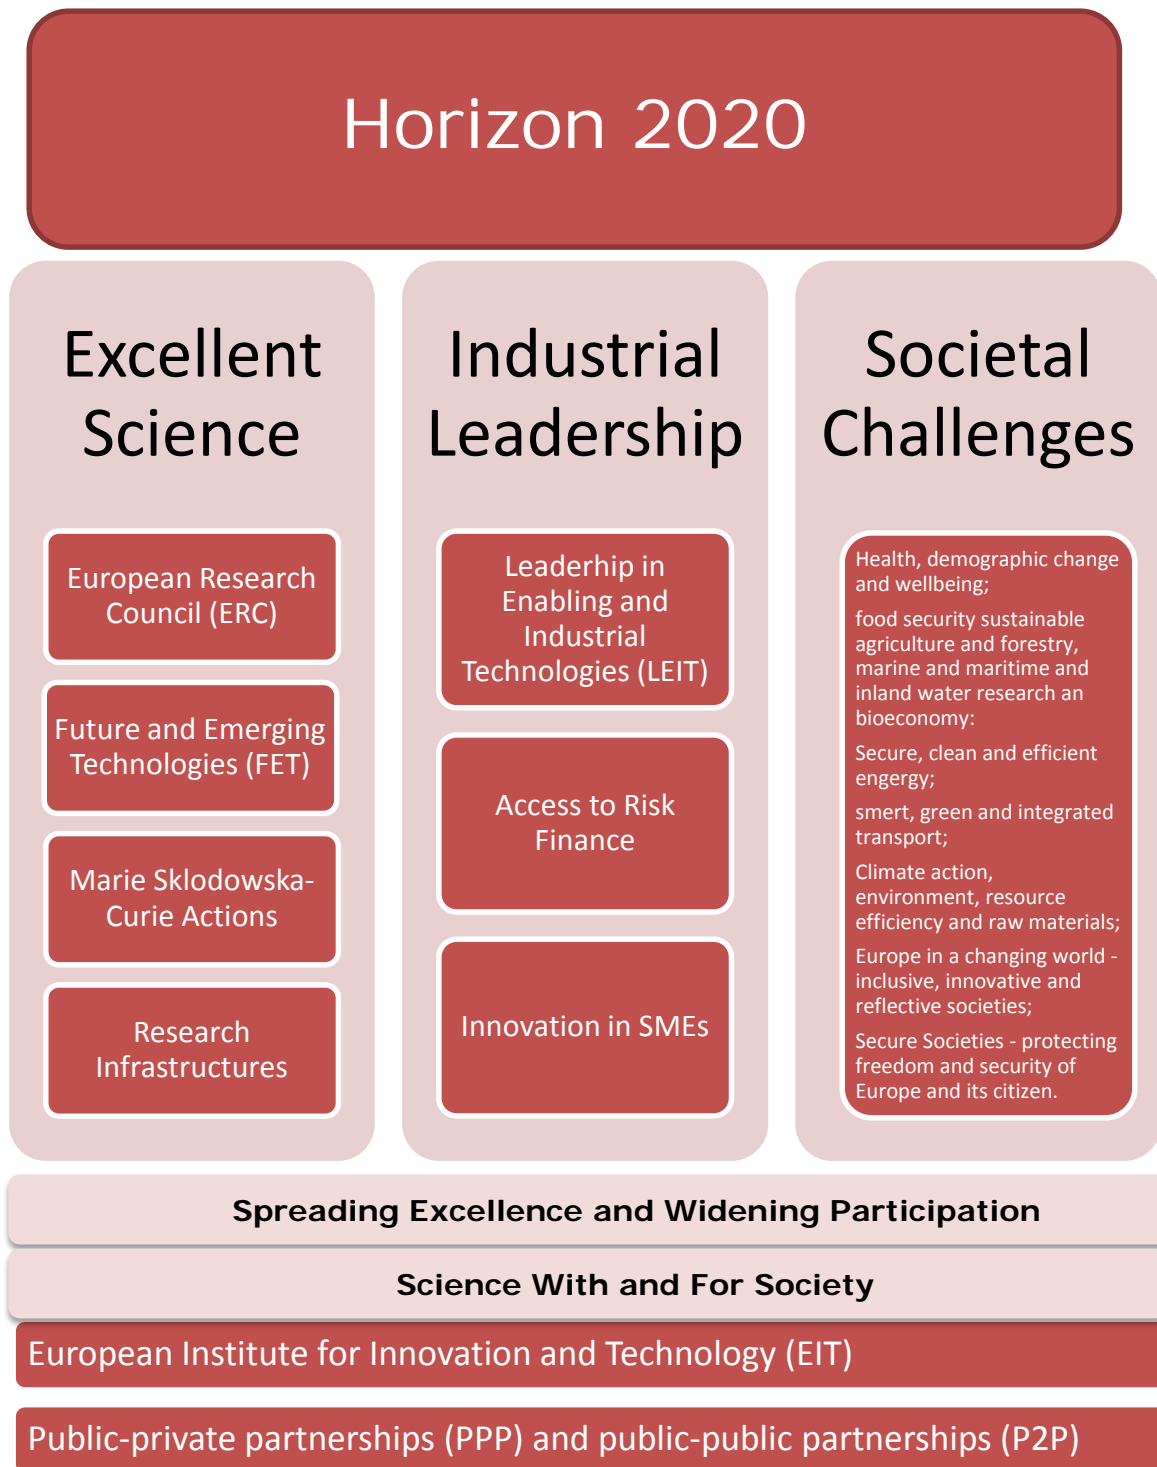 Horizon 2020
Excellent
Science
European Research
Council (ERC)
Future and Emerging
Technologies (FET)
Marie Sklodowska-
Curie Actions
Research
Infrastructures
Industrial
Leadership
Leaderhip in
Enabling and
Industrial
Technologies (LEIT)
Access to Risk
Finance
Innovation in SMEs
Societal
Challenges
Health, demographic change
and wellbeing;
food security sustainable
agriculture and forestry,
marine and maritime and
inland water research an
bioeconomy:
Secure, clean and efficient
engergy;
smert, green and integrated
transport;
Climate action,
environment, resource
efficiency and raw materials;
Europe in a changing world -
inclusive, innovative and
reflective societies;
Secure Societies - protecting
freedom and security of
Europe and its citizen.
Spreading Excellence and Widening Participation
Science With and For Society
European Institute for Innovation and Technology (EIT)
Public-private partnerships (PPP) and public-public partnerships (P2P)